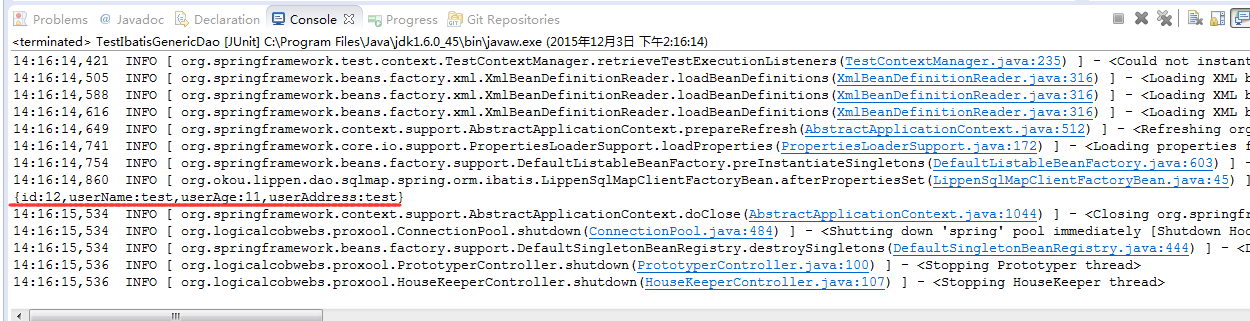 Problems @ Javadoc Declaration Console Progress Git Repositories
<terminated> TestIbatisGenericDao [JUnit] C:\Program Files\Java\jdk1.6.0_45\bin\javaw.exe (2015年12月3日 下午2:16:14)
14:16:14,421 INFO [ org.springframework.test.context.TestContextManager.retrieveTestExecutionListeners(TestContextManager.java:235) ] - <Could not instant
14:16:14,505 INFO [ org.springframework.beans.factory.xml.XmlBeanDefinitionReader.loadBeanDefinitions(XmlBeanDefinitionReader.java:316) ] - <Loading XML b
14:16:14,588 INFO [ org.springframework.beans.factory.xml.XmlBeanDefinitionReader.loadBeanDefinitions(XmlBeanDefinitionReader.java:316) ] - <Loading XML b
14:16:14,616 INFO [ org.springframework.beans.factory.xml.XmlBeanDefinitionReader.loadBeanDefinitions(XmlBeanDefinitionReader.java:316) ] - <Loading XML b
14:16:14,649 INFO [ org.springframework.context.support.AbstractApplicationContext.prepareRefresh(AbstractApplicationContext.java:512) ] - <Refreshing org
14:16:14,741 INFO [ org.springframework.core.io.support.PropertiesLoaderSupport.loadProperties(PropertiesLoaderSupport.java:172) ] - <Loading properties f
14:16:14,754 INFO [ org.springframework.beans.factory.support.DefaultListableBeanFactory.preInstantiateSingletons(DefaultListableBeanFactory.java:603) ] -
14:16:14,860 INFO [ org.okou.lippen.dao.sqlmap.spring.orm.ibatis.LippenSqlMapClientFactoryBean.afterPropertiesSet(LippenSqlMapClientFactoryBean.java:45) ]
{id:12,userName:test,userAge:11,userAddress:test}
14:16:15,534 INFO [ org.springframework.context.support.AbstractApplicationContext.doClose(AbstractApplicationContext.java:1044) ] - <Closing org.springfr
14:16:15,534 INFO [ org.logicalcobwebs.proxool.ConnectionPool.shutdown(ConnectionPool.java:484) ] - <Shutting down 'spring' pool immediately [Shutdown Hoo
14:16:15,534 INFO [ org.springframework.beans.factory.support.DefaultSingletonBeanRegistry.destroySingletons(DefaultSingletonBeanRegistry.java:444) ] - <D
14:16:15,536 INFO [ org.logicalcobwebs.proxool.PrototyperController.shutdown(PrototyperController.java:100) ] - <Stopping Prototyper thread>
14:16:15,536 INFO [ org.logicalcobwebs.proxool.HouseKeeperController.shutdown(HouseKeeperController.java:107) ] - <Stopping HouseKeeper thread>